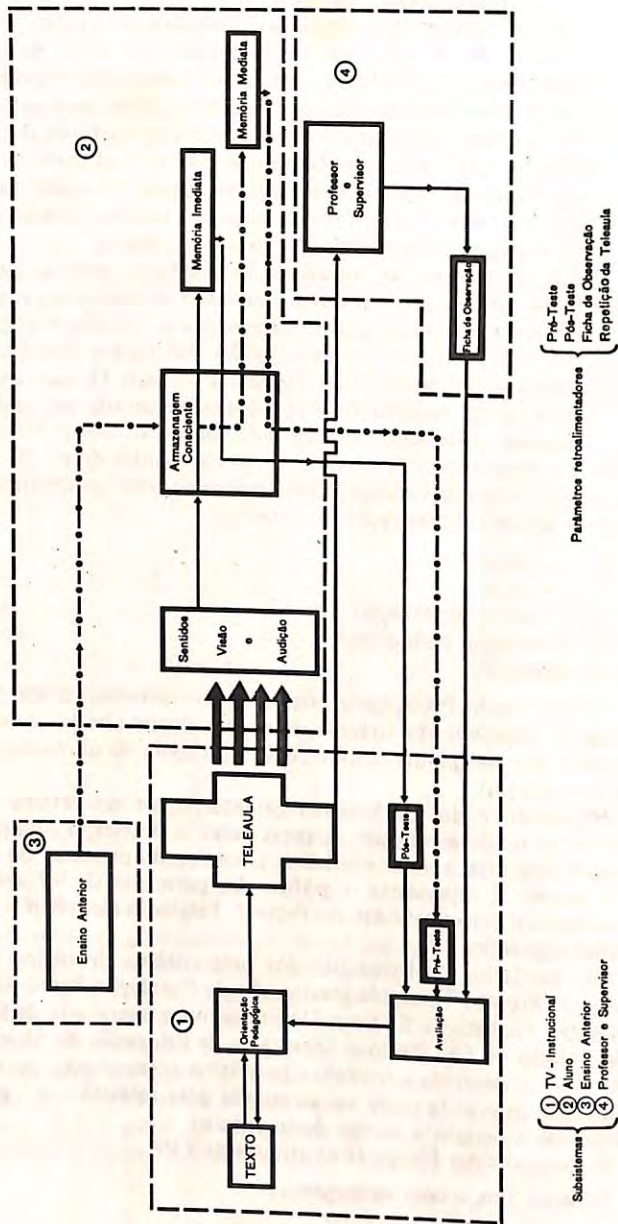 ③
Ensino Anterior
①
TEXTO
Orientação
Pedagógica
TELEAULA
Avaliação
Pré-Teste
Pós-Teste
②
Sentidos
Visão
e
Audição
Armazenagem
Consciente
Memória Imediata
Memória Mediata
④
Professor
e
Supervisor
Ficha de Observação
Subsistemas
① TV - Instrucional
② Aluno
③ Ensino Anterior
④ Professor e Supervisor
Parâmetros retroalimentadores
Pré-Teste
Pós-Teste
Ficha de Observação
Repetição da Teleaula